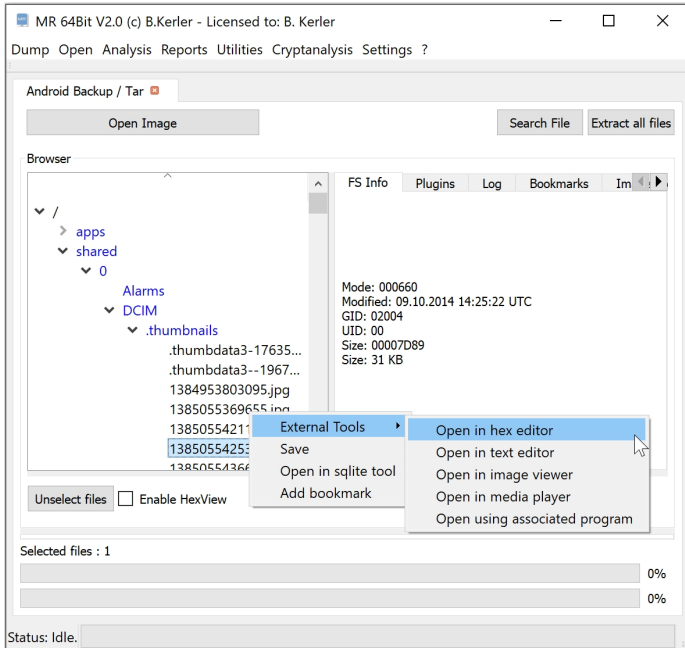 MR 64Bit V2.0 (c) B.Kerler - Licensed to: B. Kerler
Dump Open Analysis Reports Utilities Cryptanalysis Settings ?
Android Backup / Tar
Open Image
Search File
Extract all files
Browser
FS Info
Plugins
Log
Bookmarks
Im
/
apps
shared
0
Alarms
DCIM
.thumbnails
.thumbdata3-17635...
.thumbdata3--1967...
1384953803095.jpg
1385055369655.jpg
Mode: 000660
Modified: 09.10.2014 14:25:22 UTC
GID: 02004
UID: 00
Size: 00007D89
Size: 31 KB
External Tools
Save
Open in sqlite tool
Add bookmark
Open in hex editor
Open in text editor
Open in image viewer
Open in media player
Open using associated program
Unselect files
Enable HexView
Selected files : 1
0%
0%
Status: Idle.